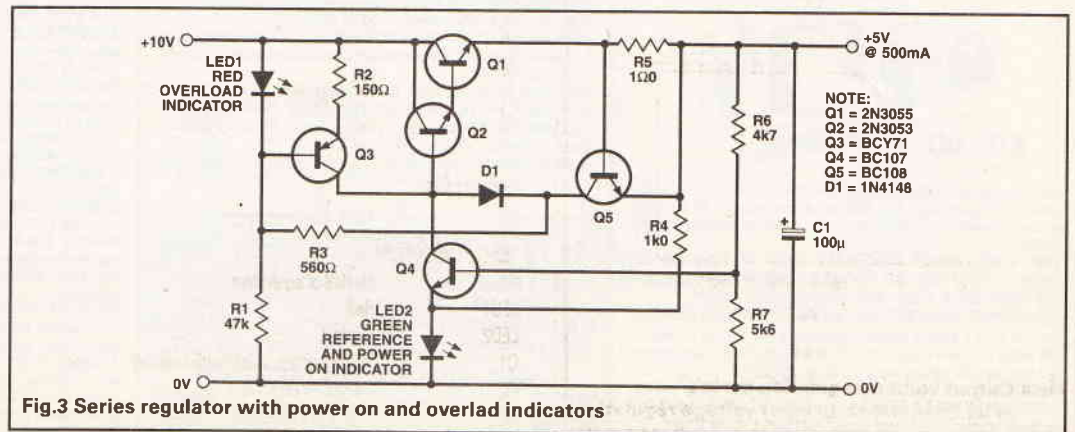 +10V
LED1
RED
OVERLOAD
INDICATOR
R2
150Ω
Q1
Q2
Q3
D1
R3
560Ω
R1
47k
Q4
LED2
GREEN
REFERENCE
AND POWER
ON INDICATOR
0V
R5
1Ω0
Q5
R4
1k0
R6
4k7
R7
5k6
+
C1
100µ
+5V
@ 500mA
NOTE:
Q1 = 2N3055
Q2 = 2N3053
Q3 = BCY71
Q4 = BC107
Q5 = BC108
D1 = 1N4148
0V
Fig.3 Series regulator with power on and overlad indicators